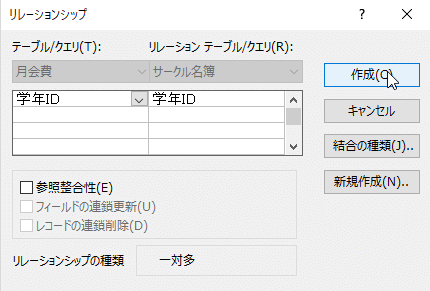 リレーションシップ
テーブル/クエリ(T): リレーション テーブル/クエリ(R):
月会費 サークル名簿
作成(C)
学年ID 学年ID
キャンセル
結合の種類(J)..
新規作成(N)..
参照整合性(E)
フィールドの連鎖更新(U)
レコードの連鎖削除(D)
リレーションシップの種類 一対多